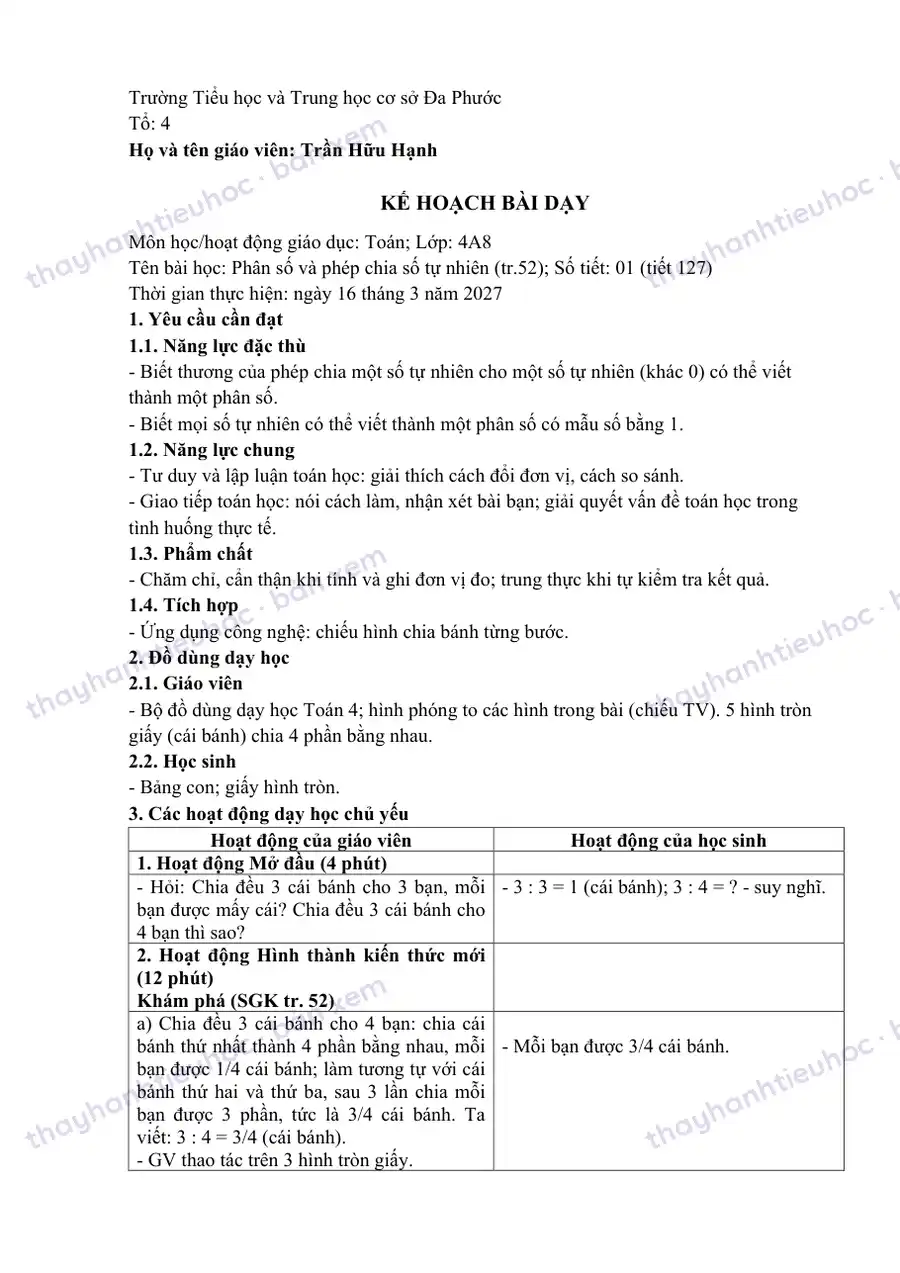 Trường Tiểu học và Trung học cơ sở Đa Phước
Tổ: 4
Họ và tên giáo viên: Trần Hữu Hạnh
KẾ HOẠCH BÀI DẠY
Môn học/hoạt động giáo dục: Toán; Lớp: 4A8
Tên bài học: Phân số và phép chia số tự nhiên (tr.52); Số tiết: 01 (tiết 127)
Thời gian thực hiện: ngày 16 tháng 3 năm 2027
1. Yêu cầu cần đạt
1.1. Năng lực đặc thù
- Biết thương của phép chia một số tự nhiên cho một số tự nhiên (khác 0) có thể viết
thành một phân số.
- Biết mọi số tự nhiên có thể viết thành một phân số có mẫu số bằng 1.
1.2. Năng lực chung
- Tư duy và lập luận toán học: giải thích cách đổi đơn vị, cách so sánh.
- Giao tiếp toán học: nói cách làm, nhận xét bài bạn; giải quyết vấn đề toán học trong
tình huống thực tế.
1.3. Phẩm chất
- Chăm chỉ, cẩn thận khi tính và ghi đơn vị đo; trung thực khi tự kiểm tra kết quả.
1.4. Tích hợp
- Ứng dụng công nghệ: chiếu hình chia bánh từng bước.
2. Đồ dùng dạy học
2.1. Giáo viên
- Bộ đồ dùng dạy học Toán 4; hình phóng to các hình trong bài (chiếu TV). 5 hình tròn
giấy (cái bánh) chia 4 phần bằng nhau.
2.2. Học sinh
- Bảng con; giấy hình tròn.
3. Các hoạt động dạy học chủ yếu
Hoạt động của giáo viên
Hoạt động của học sinh
1. Hoạt động Mở đầu (4 phút)
- Hỏi: Chia đều 3 cái bánh cho 3 bạn, mỗi
bạn được mấy cái? Chia đều 3 cái bánh cho
4 bạn thì sao?
- 3 : 3 = 1 (cái bánh); 3 : 4 = ? - suy nghĩ.
2. Hoạt động Hình thành kiến thức mới
(12 phút)
Khám phá (SGK tr. 52)
a) Chia đều 3 cái bánh cho 4 bạn: chia cái
bánh thứ nhất thành 4 phần bằng nhau, mỗi
bạn được 1/4 cái bánh; làm tương tự với cái
bánh thứ hai và thứ ba, sau 3 lần chia mỗi
bạn được 3 phần, tức là 3/4 cái bánh. Ta
viết: 3 : 4 = 3/4 (cái bánh).
- GV thao tác trên 3 hình tròn giấy.
- Mỗi bạn được 3/4 cái bánh.
thayhanhtieuhoc · bản xem
thayhanhtieuhoc · b
thayhanhtieuhoc · bản xem
thayhanhtieuhoc · b
thayhanhtieuhoc · bản xem
thayhanhtieuhoc · b